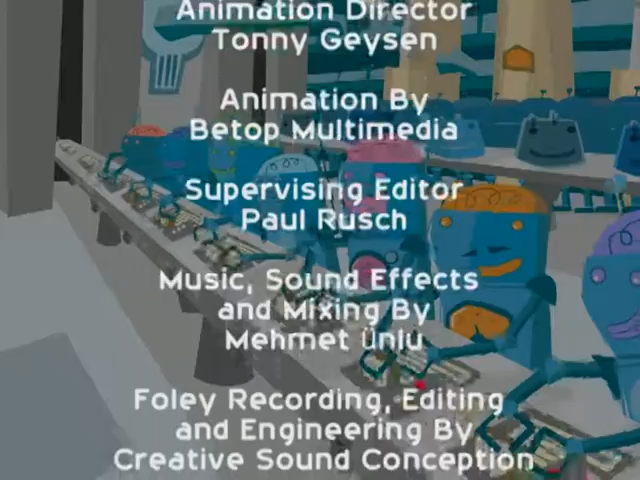 Animation Director
Tonny Geysen
Animation By
Betop Multimedia
Supervising Editor
Paul Rusch
Music, Sound Effects
and Mixing By
Mehmet Ünlu
Foley Recording, Editing
and Engineering By
Creative Sound Conception